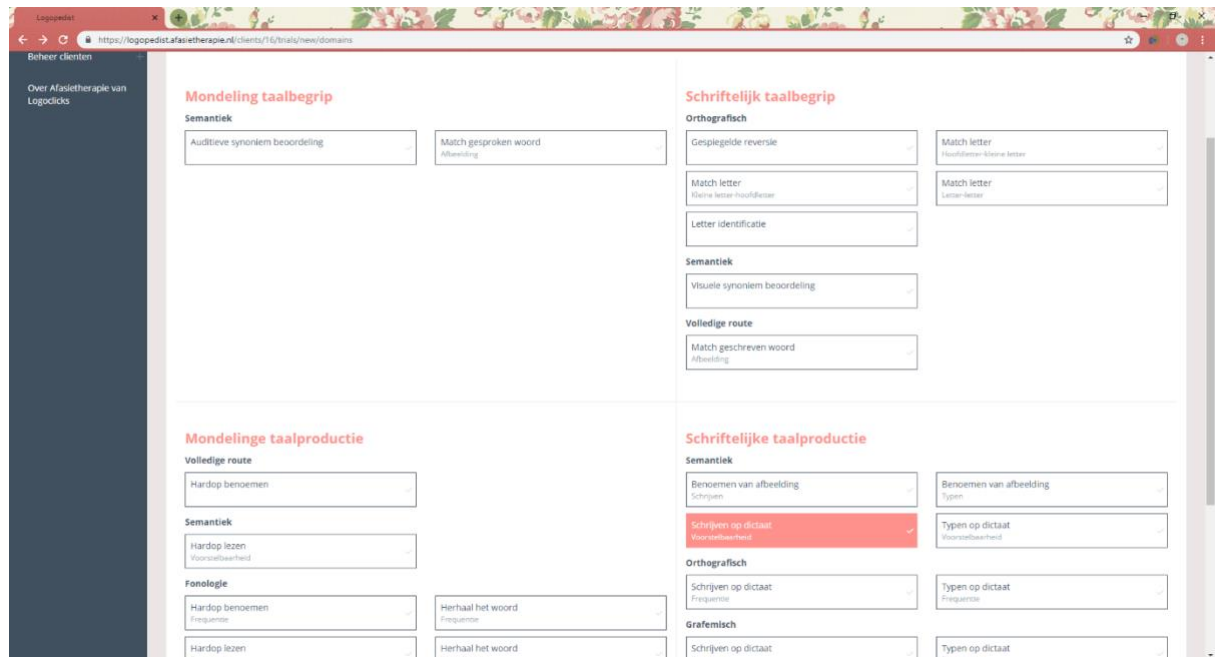 Logopedist
https://logopedist.afasietherapie.nl/clients/16/trials/new/domains
Beheer clienten
Over Afasietherapie van
Logoclicks
Mondeling taalbegrip
Semantiek
Auditieve synoniem beoordeling
Match gesproken woord
Afbeelding
Schriftelijk taalbegrip
Orthografisch
Gespiegelde reversie
Match letter
Hoofdletter-kleine letter
Match letter
Kleine letter-hoofdletter
Match letter
Letter-letter
Letter identificatie
Semantiek
Visuele synoniem beoordeling
Volledige route
Match geschreven woord
Afbeelding
Mondelinge taalproductie
Volledige route
Hardop benoemen
Semantiek
Hardop lezen
Voorstelbaarheid
Fonologie
Hardop benoemen
Frequentie
Herhaal het woord
Frequentie
Hardop lezen
Herhaal het woord
Schriftelijke taalproductie
Semantiek
Benoemen van afbeelding
Schrijven
Benoemen van afbeelding
Typen
Schrijven op dictaat
Voorstelbaarheid
Typen op dictaat
Voorstelbaarheid
Orthografisch
Schrijven op dictaat
Frequentie
Typen op dictaat
Frequentie
Grafemisch
Schrijven op dictaat
Typen op dictaat